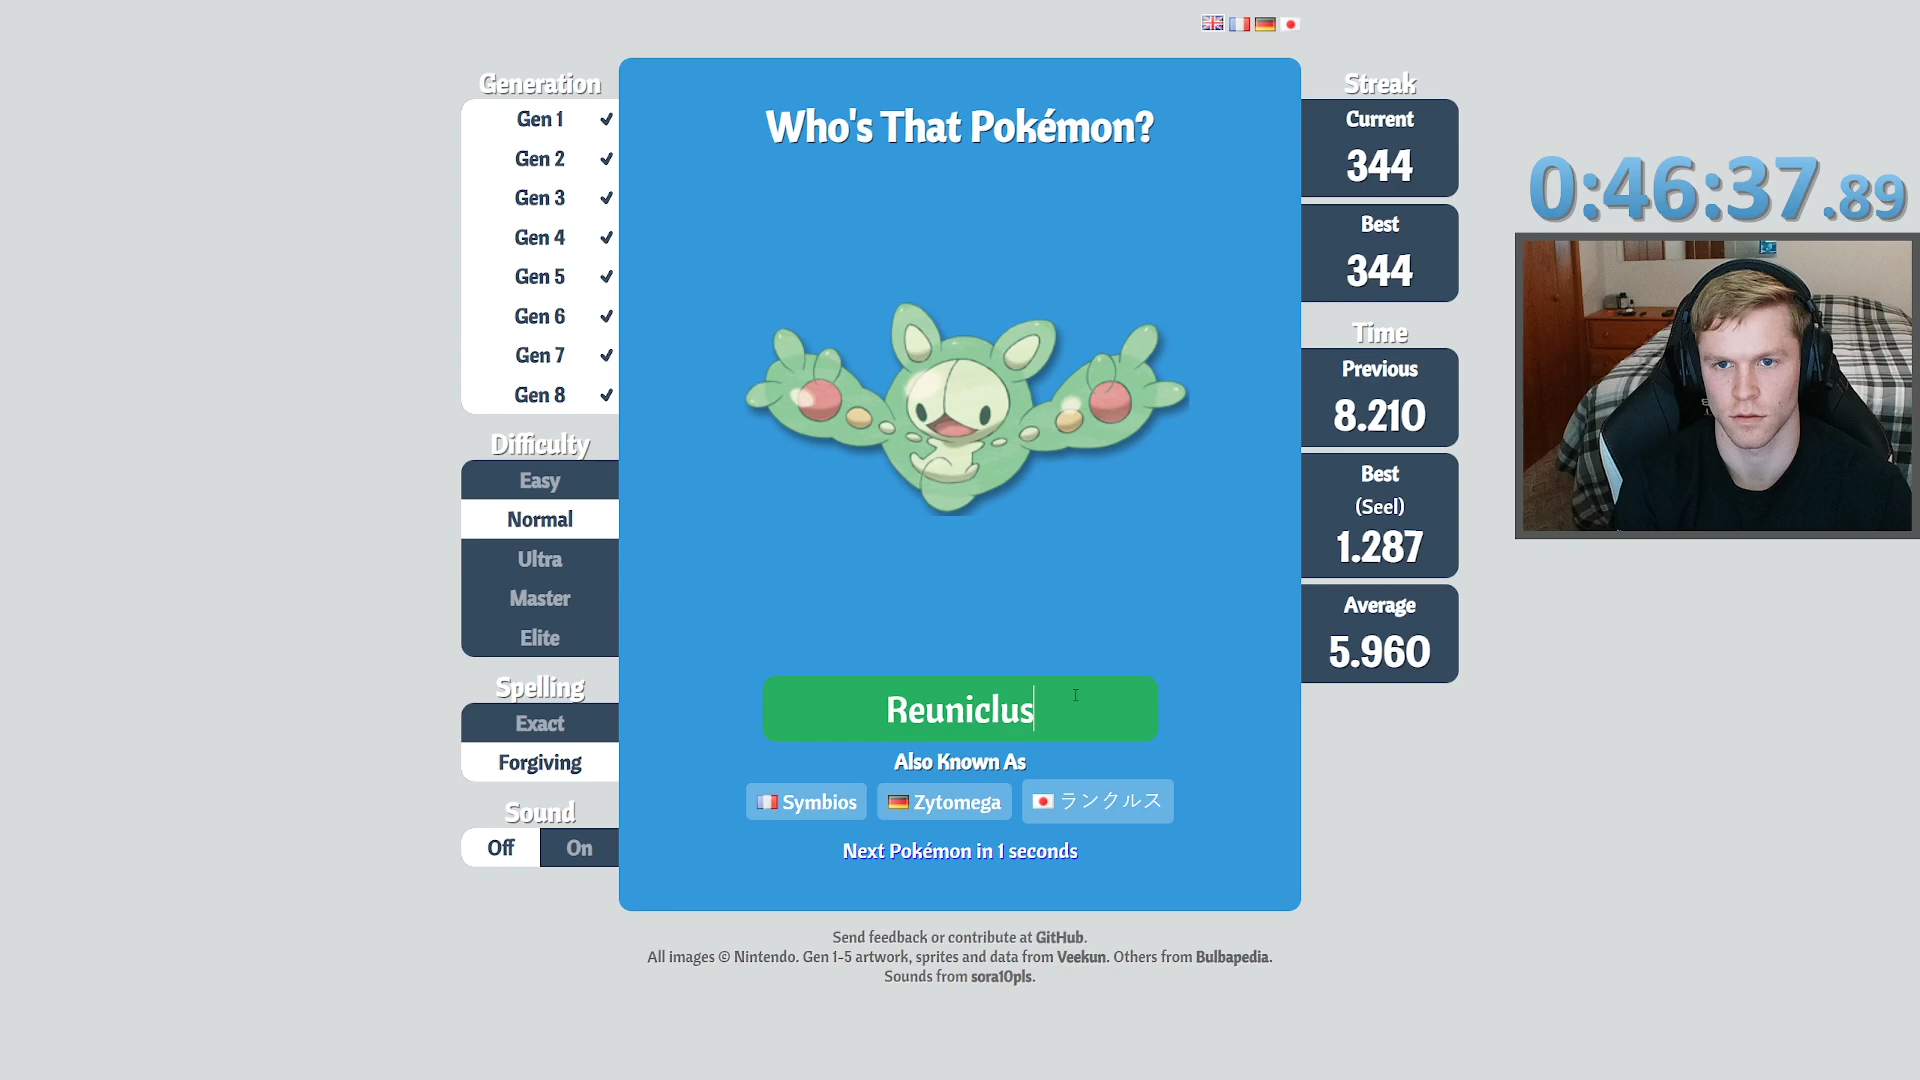 Generation
Gen 1
Gen 2
Gen 3
Gen 4
Gen 5
Gen 6
Gen 7
Gen 8
Difficulty
Easy
Normal
Ultra
Master
Elite
Spelling
Exact
Forgiving
Sound
Off On
Who's That Pokémon?
Reuniclus
Also Known As
Symbios Zytomega ランクルス
Next Pokémon in 1 seconds
Streak
Current
344
Best
344
Time
Previous
8.210
Best
(Seel)
1.287
Average
5.960
0:46:37.89
Send feedback or contribute at GitHub.
All images © Nintendo. Gen 1-5 artwork, sprites and data from Veekun. Others from Bulbapedia.
Sounds from sora10pls.